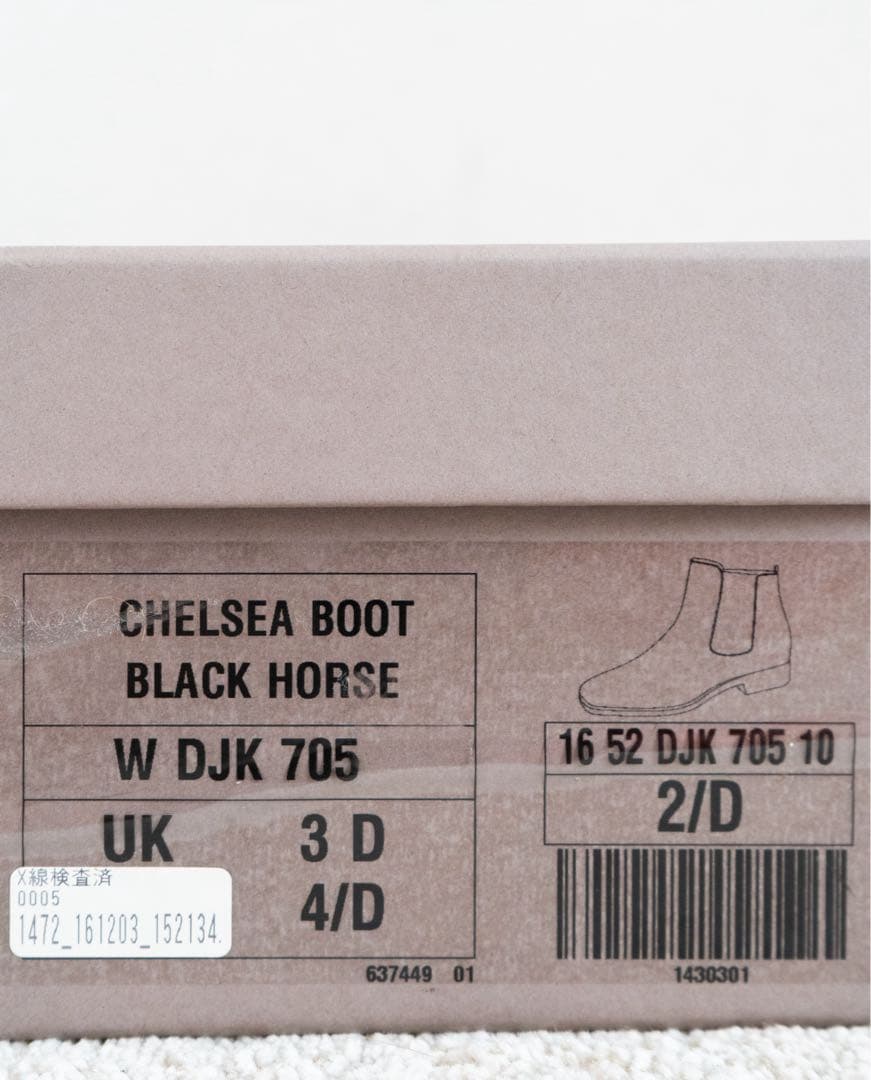 CHELSEA BOOT
BLACK HORSE
W DJK 705
UK 3 D
4/D
X線検査済
0005
1472_161203_152134.
637449 01
16 52 DJK 705 10
2/D
1430301